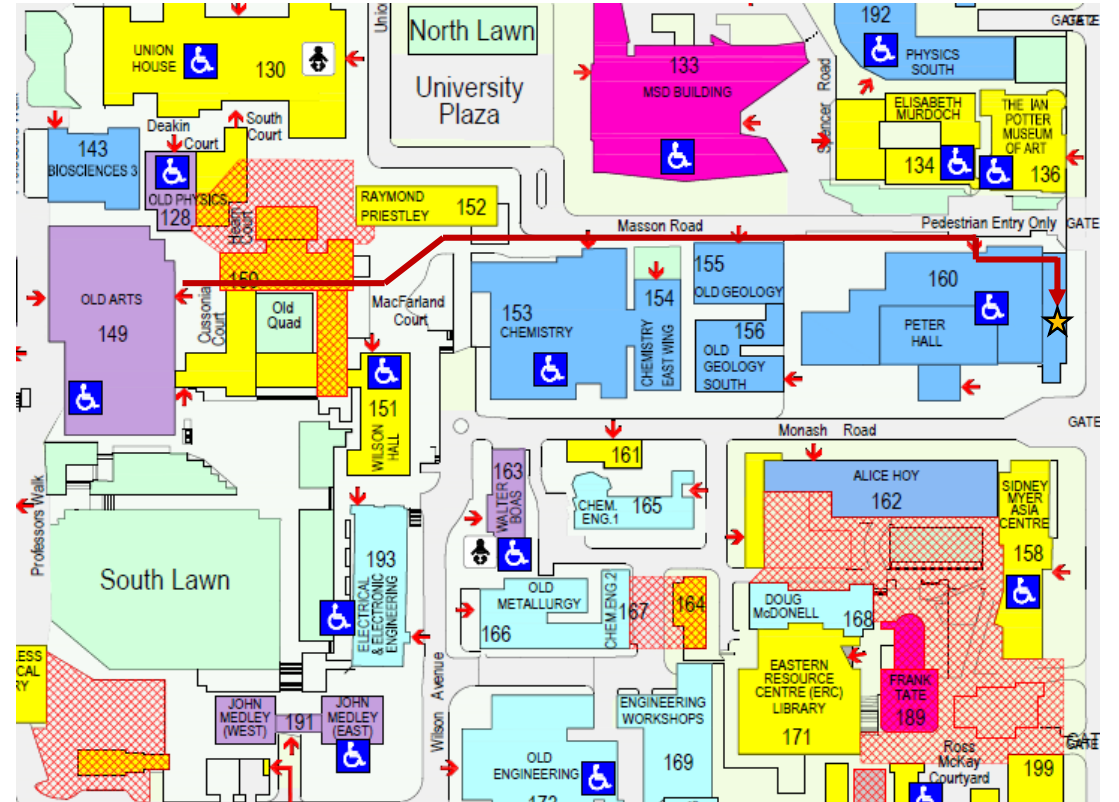 North Lawn
University
Plaza
UNION
HOUSE
130
Deakin
Court
South
Court
143
BIOSCIENCES 3
OLD PHYSICS
128
133
MSD BUILDING
192
PHYSICS
SOUTH
Spencer Road
ELISABETH
MURDOCH
134
THE IAN
POTTER
MUSEUM
OF ART
136
RAYMOND
PRIESTLEY
152
Masson Road
Pedestrian Entry Only
GATE
OLD ARTS
149
150
Cussonia
Court
Old
Quad
MacFarland
Court
153
CHEMISTRY
154
CHEMISTRY
EAST WING
155
OLD GEOLOGY
156
OLD
GEOLOGY
SOUTH
160
PETER
HALL
151
WILSON
HALL
Monash Road
GATE
Professors Walk
South Lawn
163
WALTER
BOAS
161
CHEM.
ENG.1
165
ALICE HOY
162
SIDNEY
MYER
ASIA
CENTRE
158
193
ELECTRICAL
& ELECTRONIC
ENGINEERING
OLD
METALLURGY
166
CHEM.ENG.2
167
164
DOUG
McDONELL
168
EASTERN
RESOURCE
CENTRE (ERC)
LIBRARY
171
FRANK
TATE
189
JOHN
MEDLEY
(WEST)
191
JOHN
MEDLEY
(EAST)
Wilson Avenue
OLD
ENGINEERING
ENGINEERING
WORKSHOPS
169
Ross
McKay
Courtyard
199